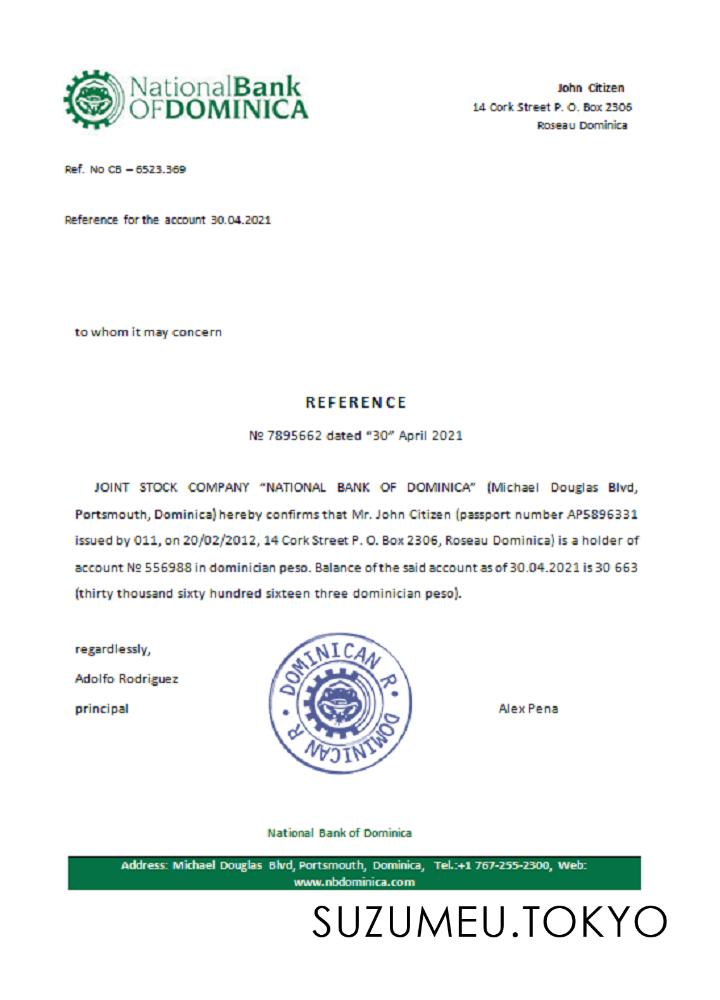 NationalBank
OFDOMINICA
John Citizen
14 Cork Street P. O. Box 2306
Roseau Dominica
Ref. No CB – 6523.369
Reference for the account 30.04.2021
to whom it may concern
REFERENCE
№ 7895662 dated “30” April 2021
JOINT STOCK COMPANY “NATIONAL BANK OF DOMINICA” (Michael Douglas Blvd,
Portsmouth, Dominica) hereby confirms that Mr. John Citizen (passport number AP5896331
issued by 011, on 20/02/2012, 14 Cork Street P. O. Box 2306, Roseau Dominica) is a holder of
account № 556988 in dominician peso. Balance of the said account as of 30.04.2021 is 30 663
(thirty thousand sixty hundred sixteen three dominician peso).
regardlessly,
Adolfo Rodriguez
principal
DOMINICAN R. DOMINICAN R.
Alex Pena
National Bank of Dominica
Address: Michael Douglas Blvd, Portsmouth, Dominica, Tel.:+1 767-255-2300, Web:
www.nbdominica.com
SUZUMEU.TOKYO